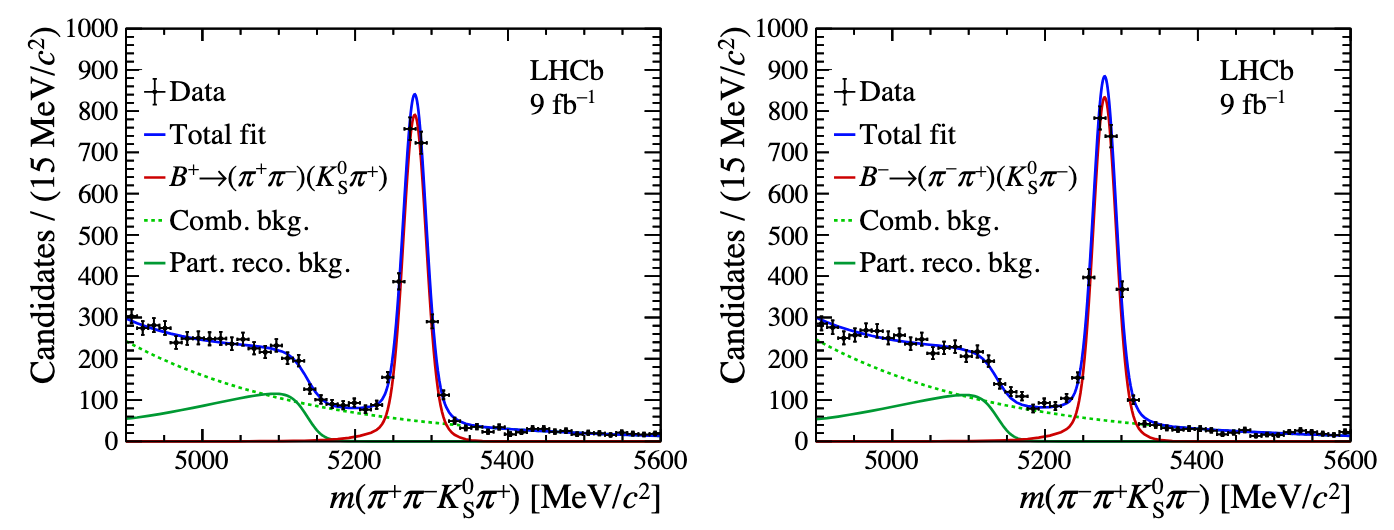 Candidates / (15 MeV/c²)
1000
900
800
700
600
500
400
300
200
100
0
LHCb
9 fb⁻¹
Data
Total fit
B⁺→(π⁺π⁻)(K⁰_Sπ⁺)
Comb. bkg.
Part. reco. bkg.
5000 5200 5400 5600
m(π⁺π⁻K⁰_Sπ⁺) [MeV/c²]
Candidates / (15 MeV/c²)
1000
900
800
700
600
500
400
300
200
100
0
LHCb
9 fb⁻¹
Data
Total fit
B⁻→(π⁻π⁺)(K⁰_Sπ⁻)
Comb. bkg.
Part. reco. bkg.
5000 5200 5400 5600
m(π⁻π⁺K⁰_Sπ⁻) [MeV/c²]